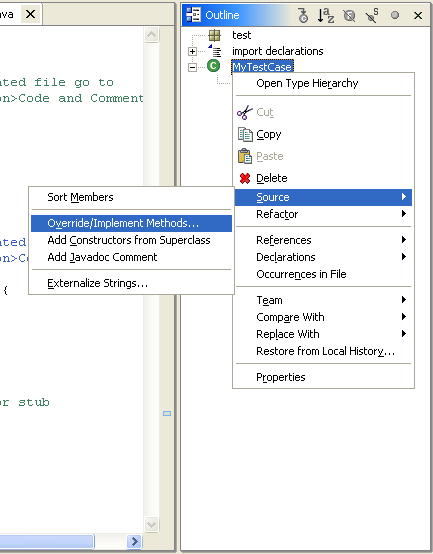 ava
Outline
test
import declarations
MyTestCase
ated file go to
on>Code and Comment
Open Type Hierarchy
Cut
Copy
Paste
Delete
Source
Refactor
References
Declarations
Occurrences in File
Team
Compare With
Replace With
Restore from Local History...
Properties
Sort Members
Override/Implement Methods...
Add Constructors from Superclass
Add Javadoc Comment
Externalize Strings...
ated
on>Co
{
or stub